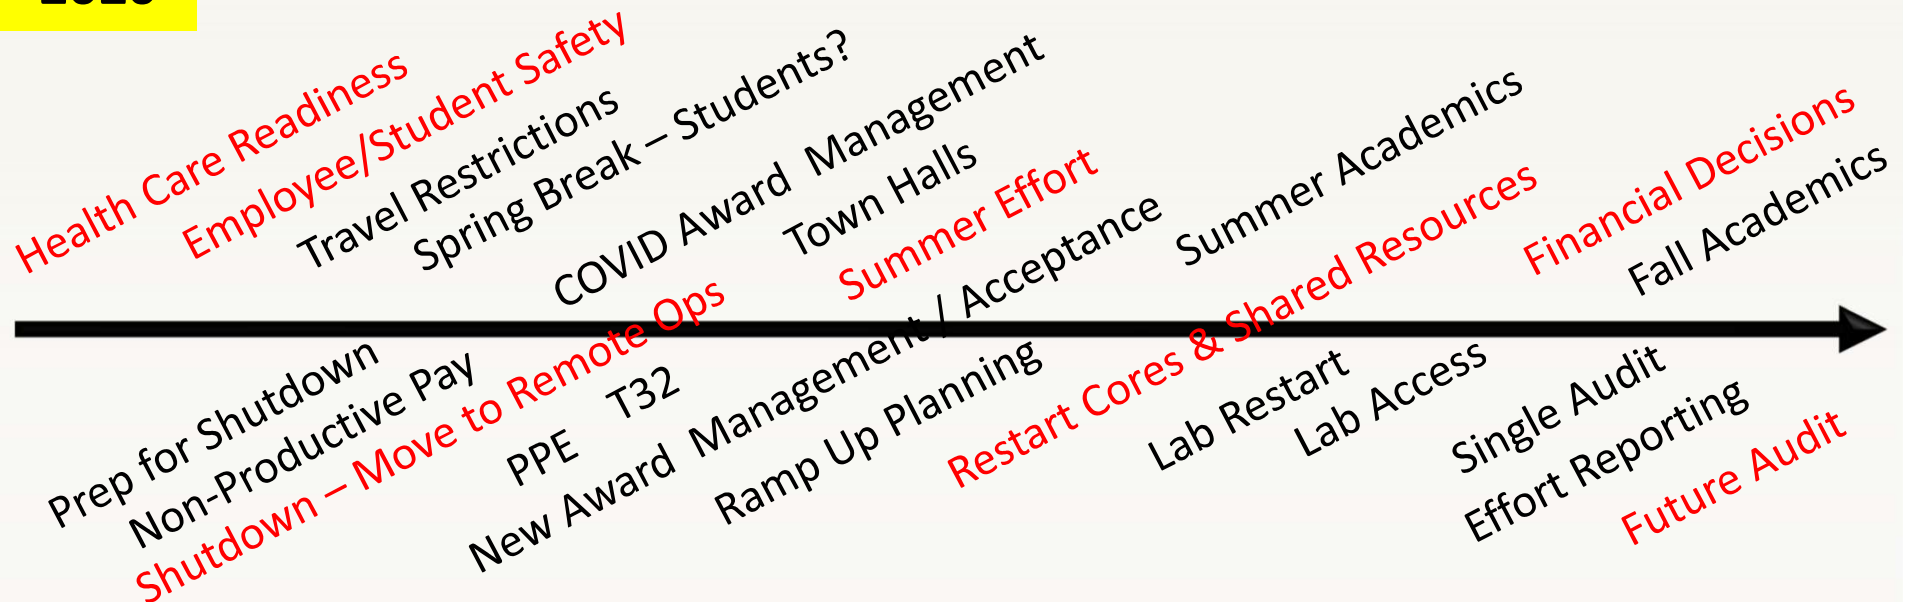 Health Care Readiness
Employee/Student Safety
Travel Restrictions
Spring Break – Students?
COVID Award  Management
Town Halls
Summer Effort
Summer Academics
Financial Decisions
Fall Academics
Prep for Shutdown
Non-Productive Pay
Shutdown – Move to Remote Ops
PPE
T32
New Award  Management / Acceptance
Ramp Up Planning
Restart Cores & Shared Resources
Lab Restart
Lab Access
Single Audit
Effort Reporting
Future Audit